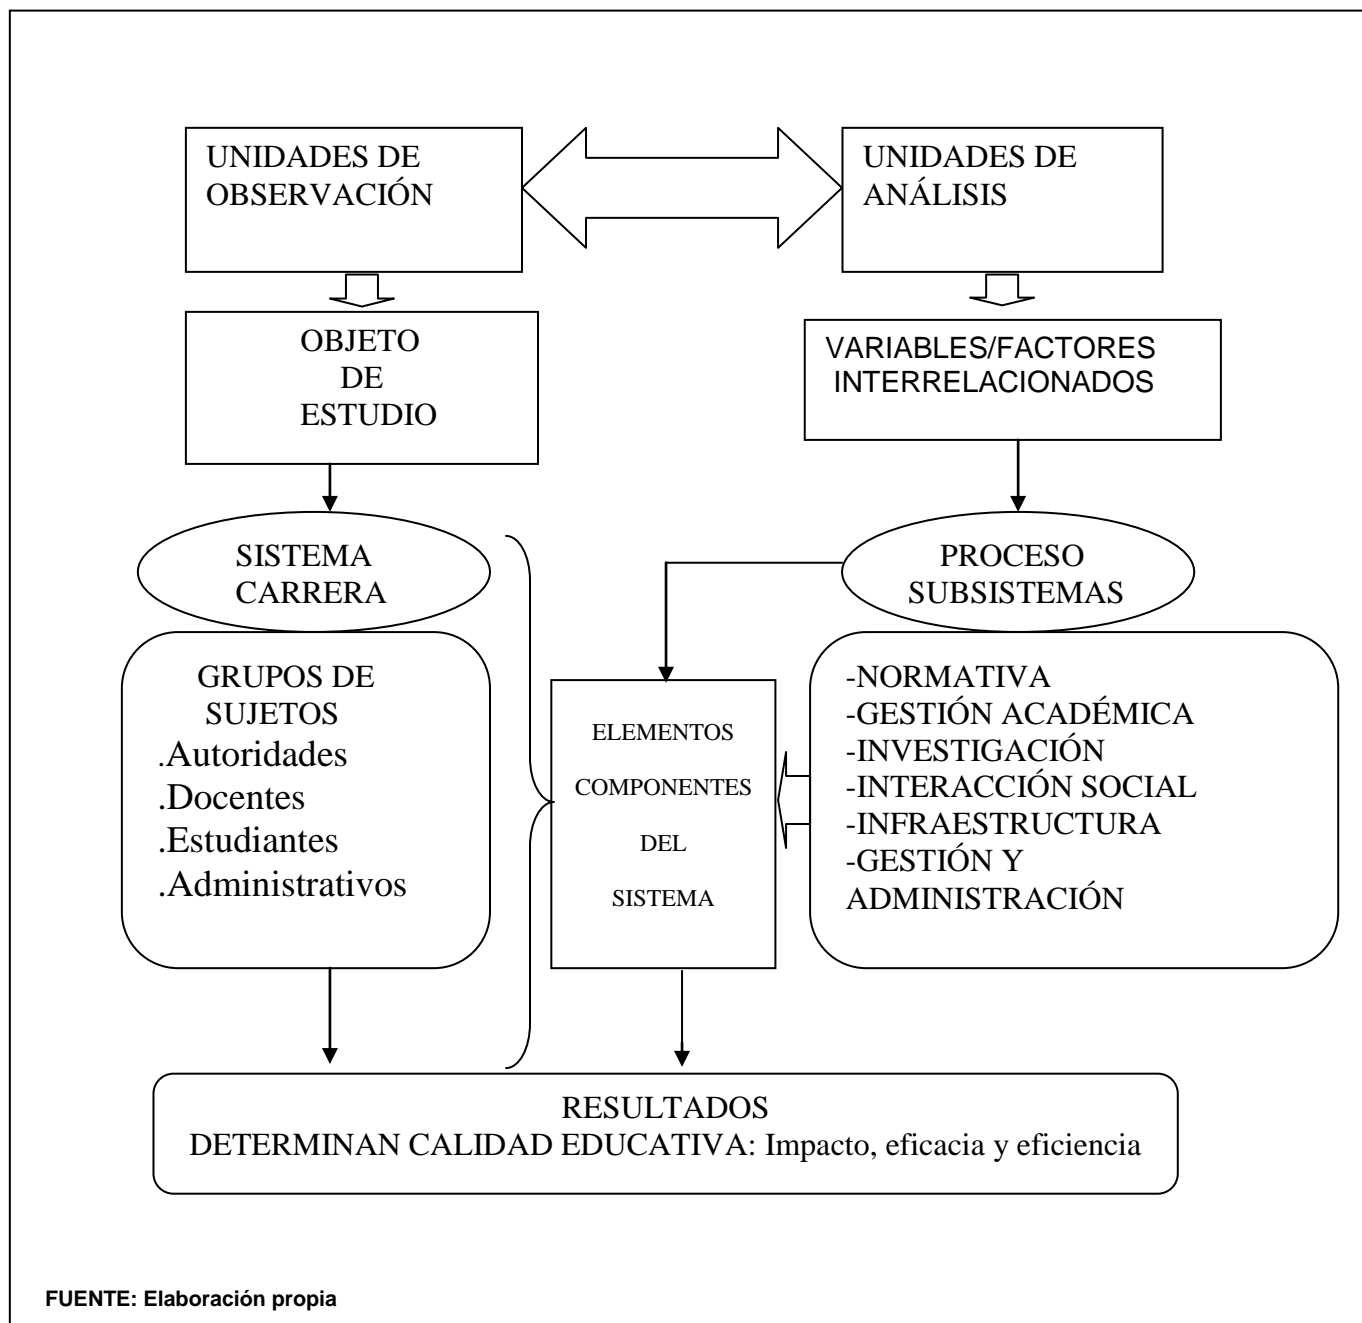 UNIDADES DE
OBSERVACIÓN
UNIDADES DE
ANÁLISIS
OBJETO
DE
ESTUDIO
VARIABLES/FACTORES
INTERRELACIONADOS
SISTEMA
CARRERA
PROCESO
SUBSISTEMAS
GRUPOS DE
SUJETOS
.Autoridades
.Docentes
.Estudiantes
.Administrativos
ELEMENTOS
COMPONENTES
DEL
SISTEMA
-NORMATIVA
-GESTIÓN ACADÉMICA
-INVESTIGACIÓN
-INTERACCIÓN SOCIAL
-INFRAESTRUCTURA
-GESTIÓN Y
ADMINISTRACIÓN
RESULTADOS
DETERMINAN CALIDAD EDUCATIVA: Impacto, eficacia y eficiencia
FUENTE: Elaboración propia